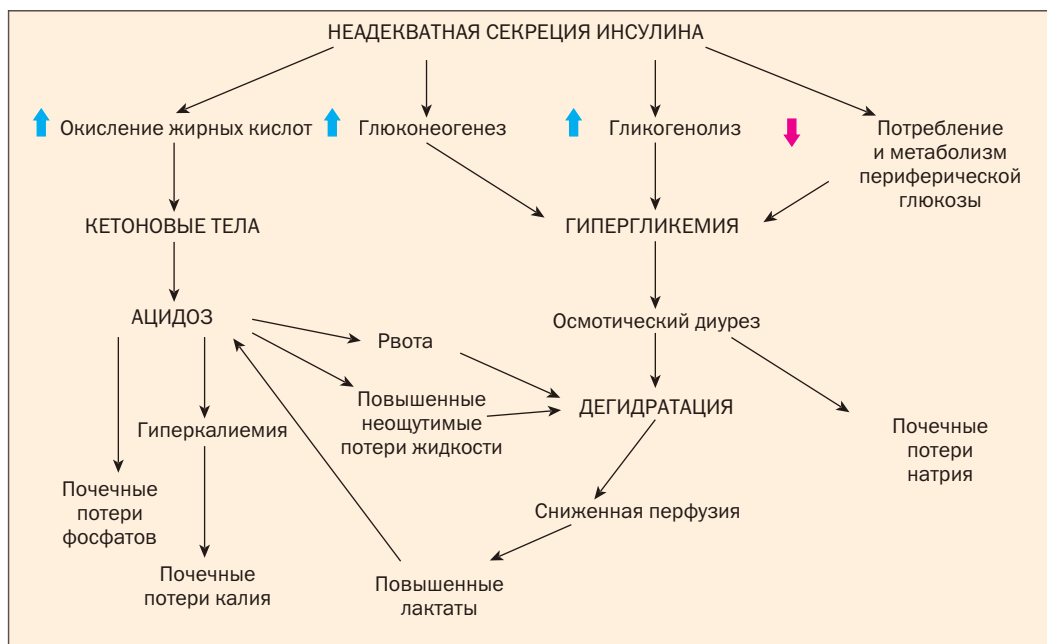 НЕАДЕКВАТНАЯ СЕКРЕЦИЯ ИНСУЛИНА
Окисление жирных кислот
Глюконеогенез
Гликогенолиз
Потребление
и метаболизм
периферической
глюкозы
КЕТОНОВЫЕ ТЕЛА
ГИПЕРГЛИКЕМИЯ
АЦИДОЗ
Осмотический диурез
Рвота
Повышенные
неощутимые
потери жидкости
ДЕГИДРАТАЦИЯ
Гиперкалиемия
Почечные
потери
натрия
Почечные
потери
фосфатов
Сниженная перфузия
Почечные
потери калия
Повышенные
лактаты